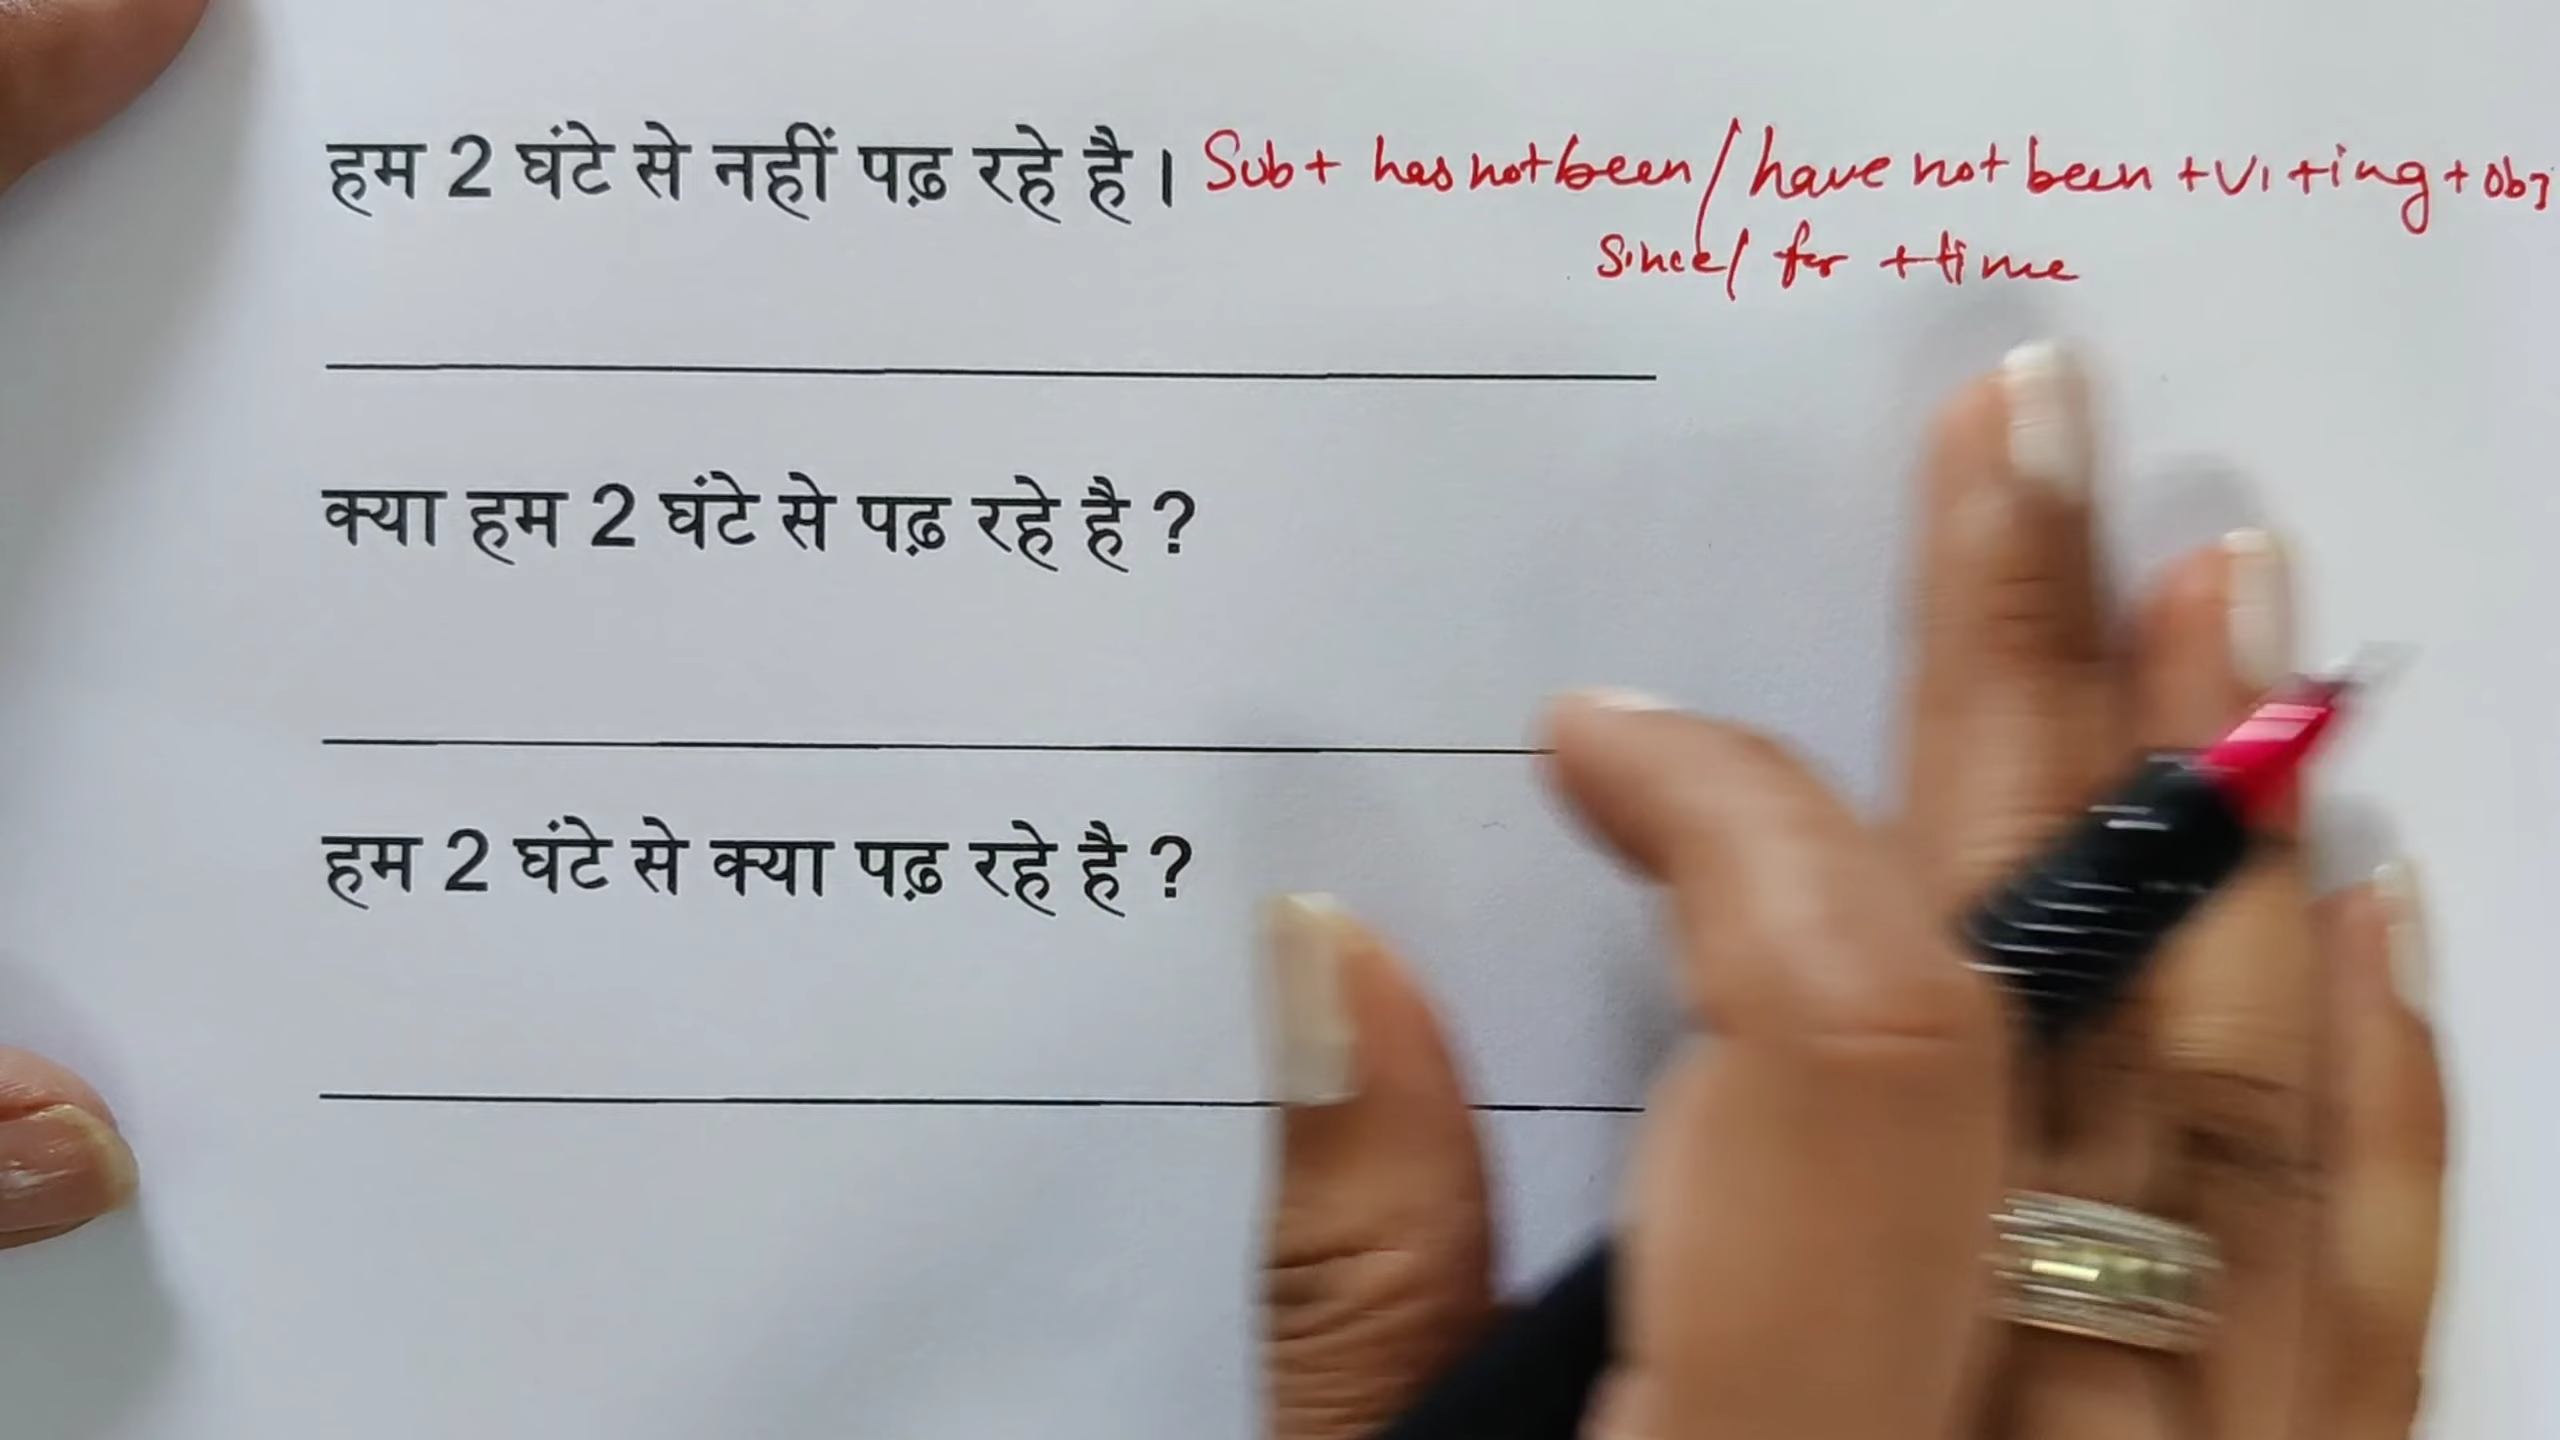 हम 2 घंटे से नहीं पढ़ रहे है । Sub + has not been / have not been + V1 + ing + obj
Since / for + time
क्या हम 2 घंटे से पढ़ रहे है ?
हम 2 घंटे से क्या पढ़ रहे है ?